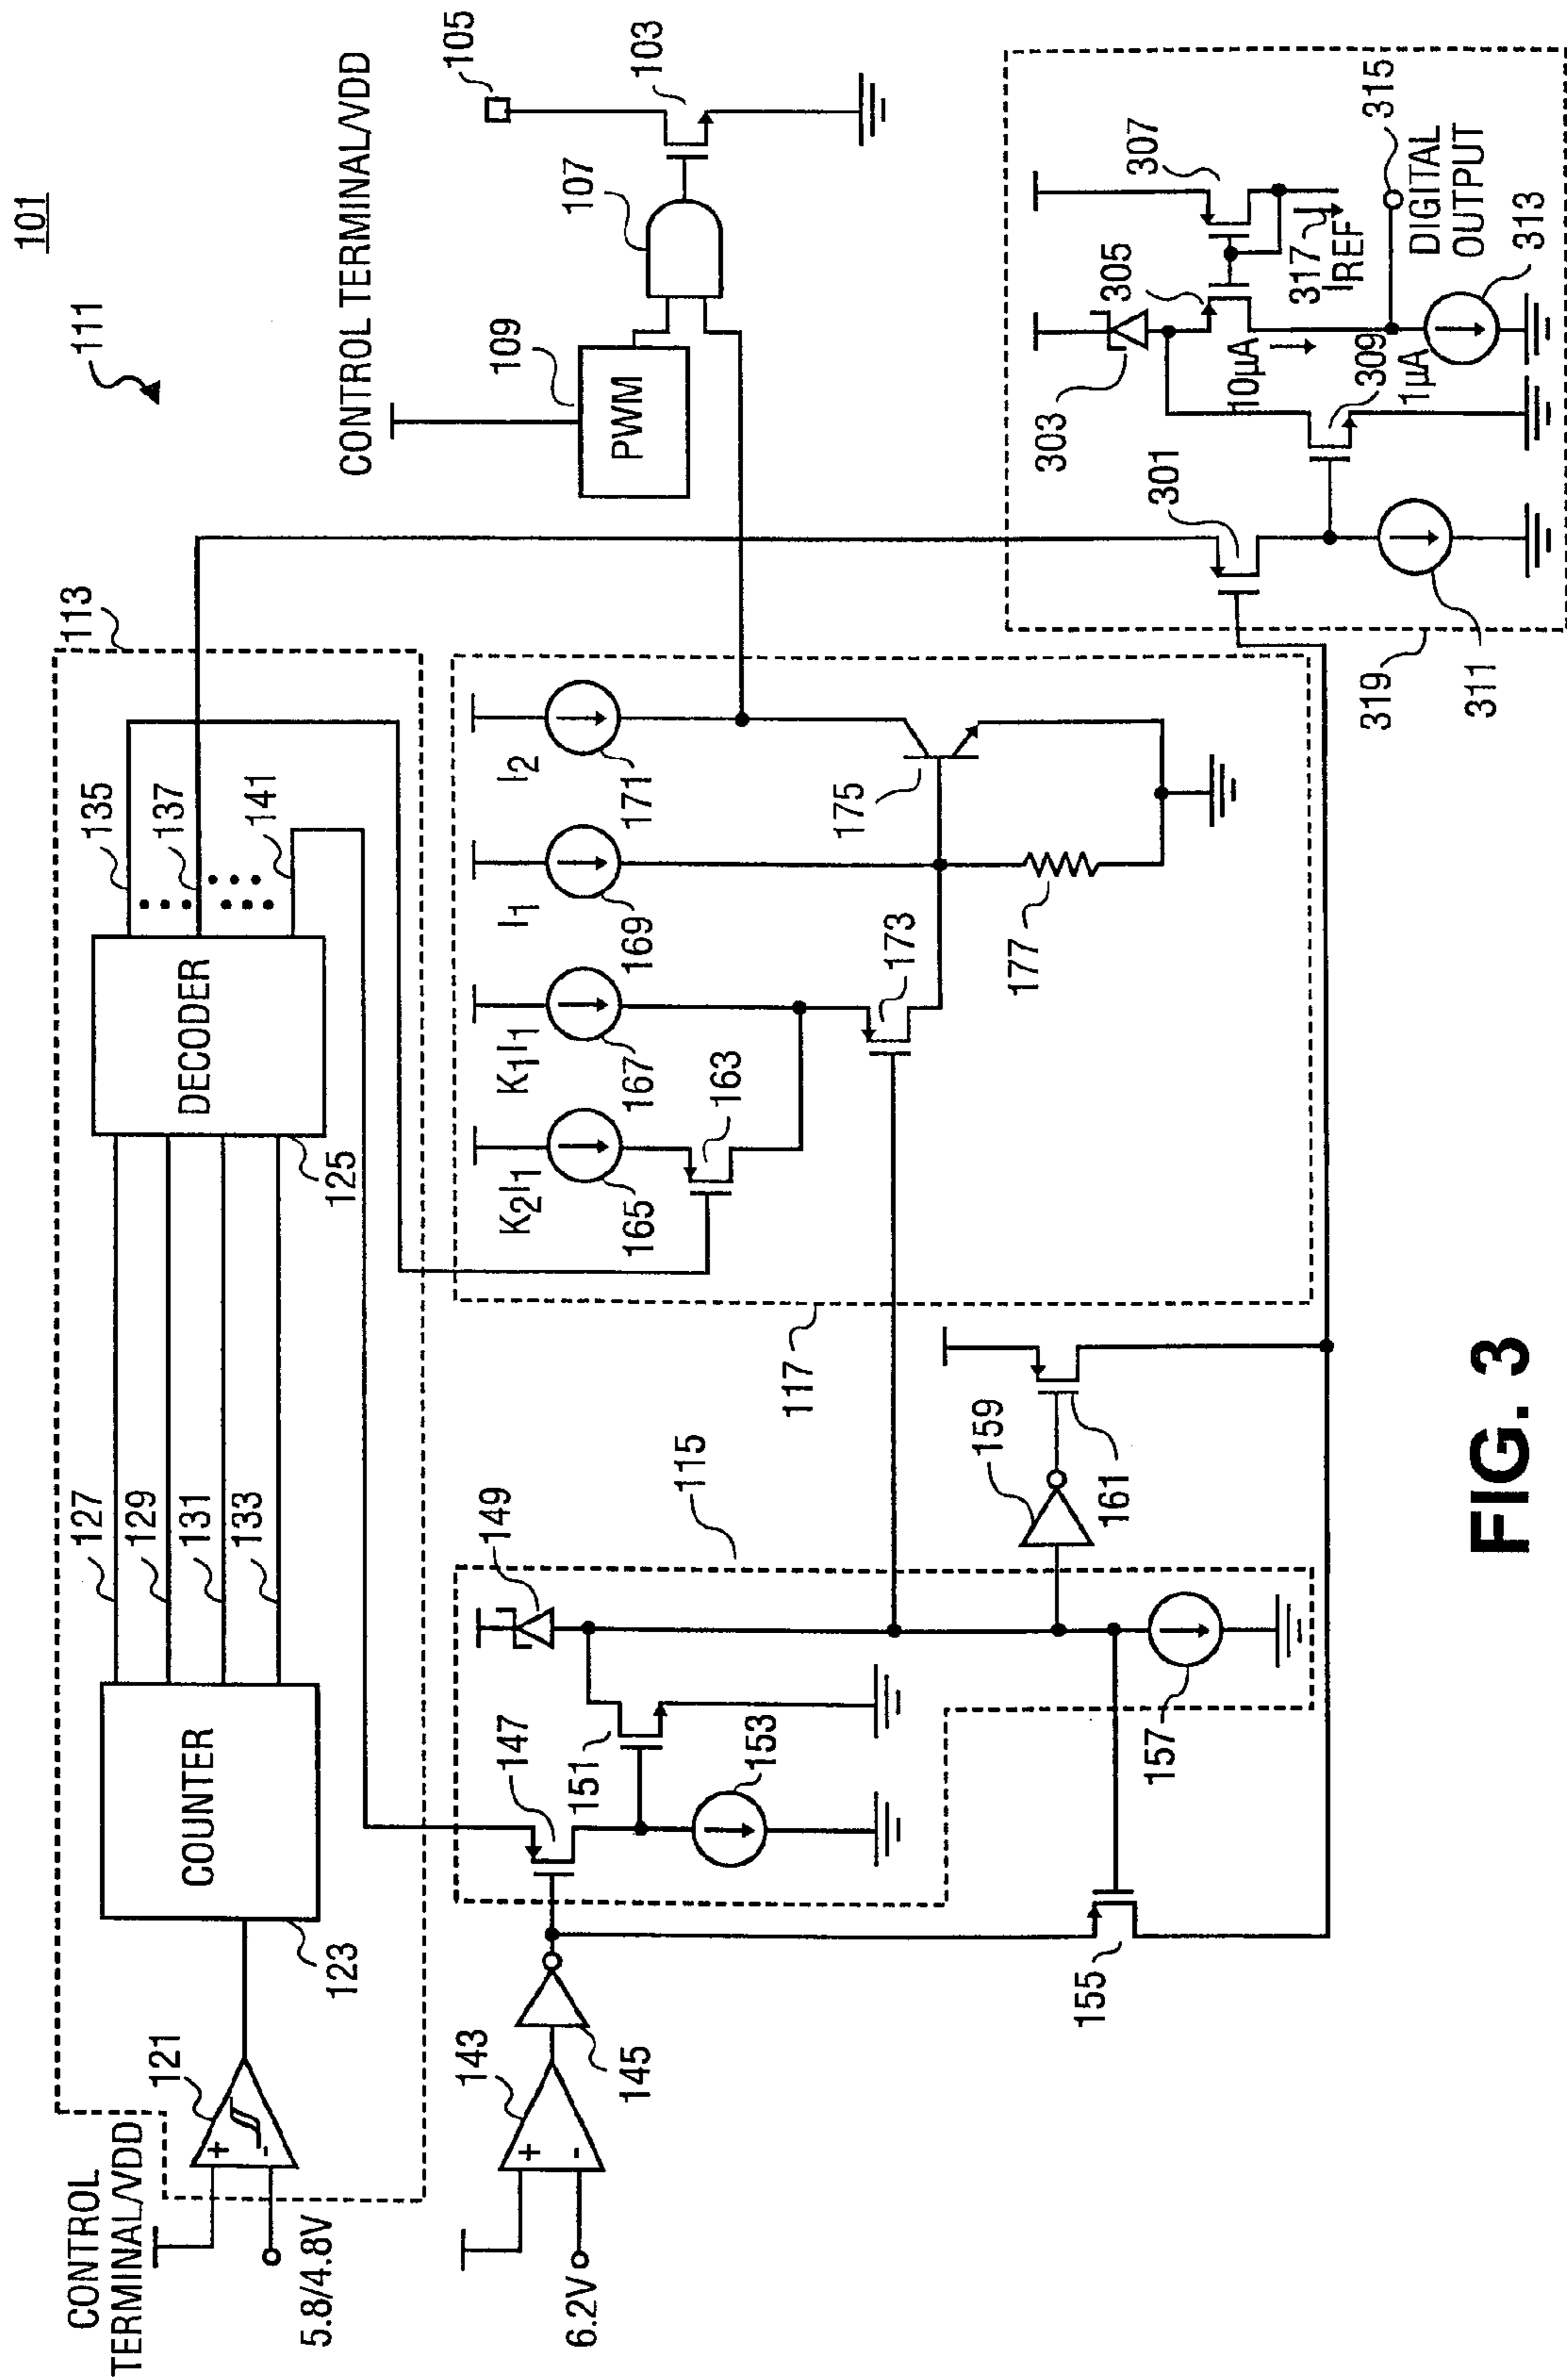 101
111
113
CONTROL
TERMINAL/VDD
121
5.8/4.8V
COUNTER
123
127
129
131
133
DECODER
125
135
137
141
CONTROL TERMINAL/VDD
109
PWM
107
105
103
143
6.2V
145
147
149
151
153
115
155
157
159
161
117
K2I1
165
163
K1I1
167
I1
169
I2
171
173
175
177
301
303
305
307
10µA
309
1µA
317
IREF
315
DIGITAL
OUTPUT
313
319
311
FIG. 3